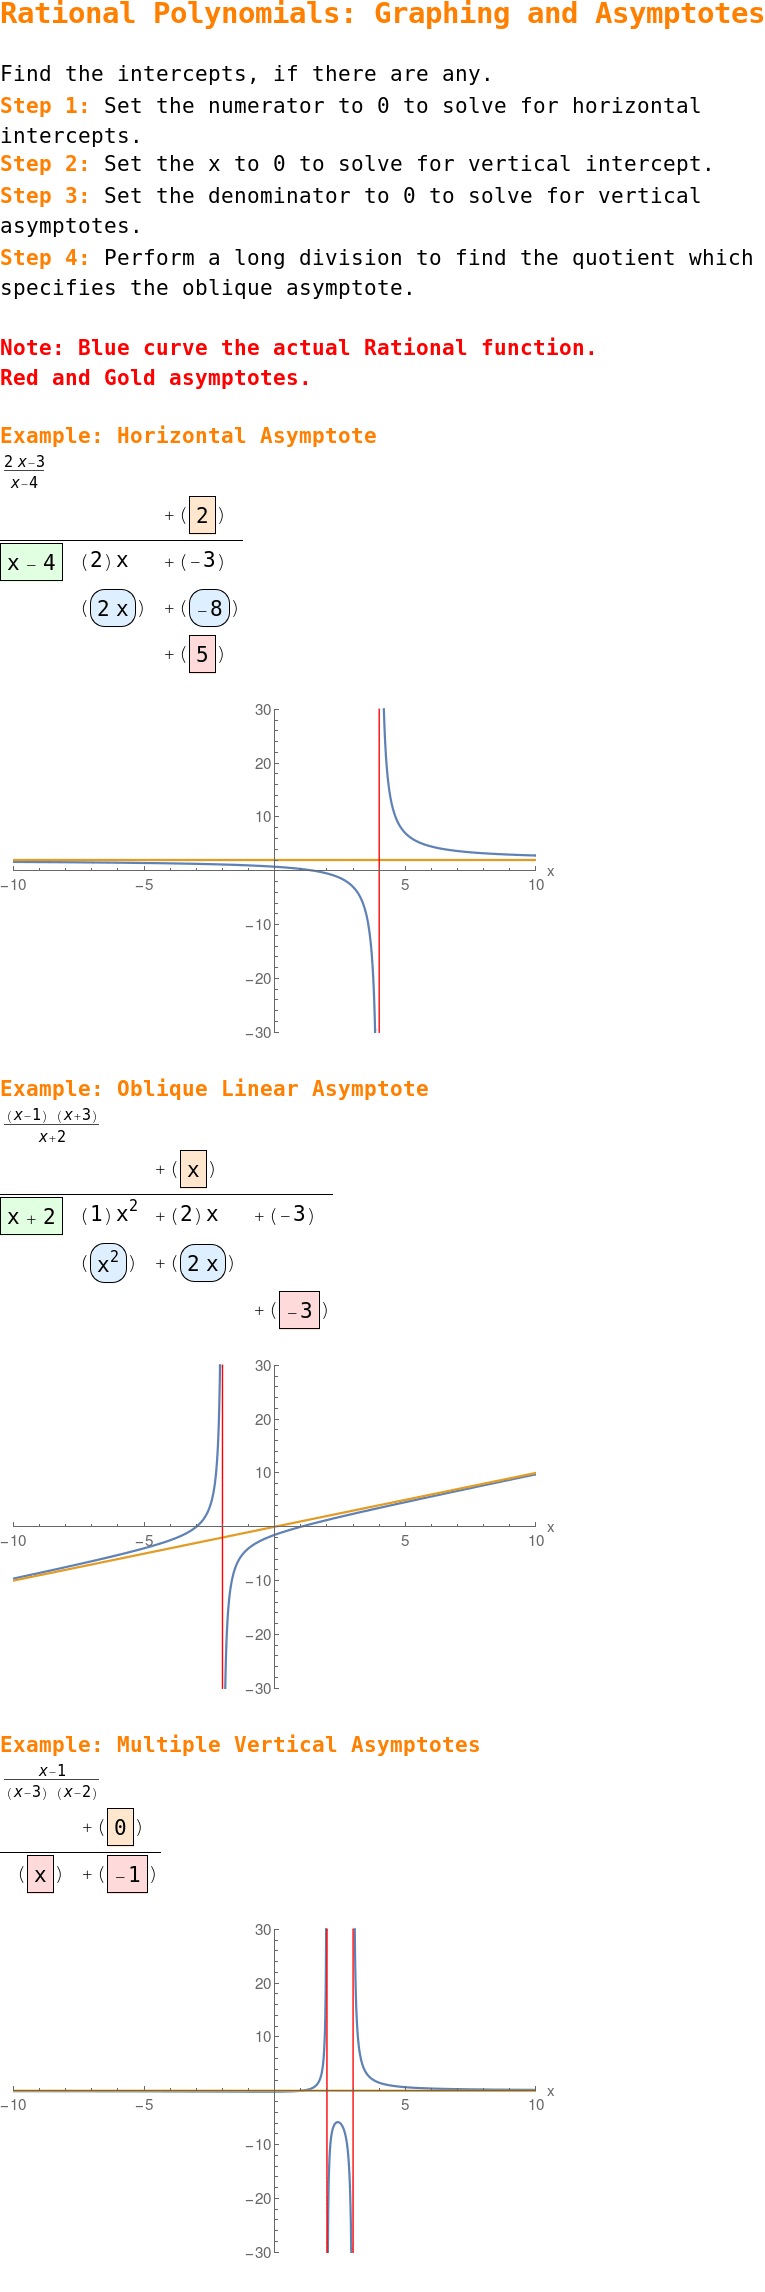 Rational Polynomials: Graphing and Asymptotes
Find the intercepts, if there are any.
Step 1: Set the numerator to 0 to solve for horizontal
intercepts.
Step 2: Set the x to 0 to solve for vertical intercept.
Step 3: Set the denominator to 0 to solve for vertical
asymptotes.
Step 4: Perform a long division to find the quotient which
specifies the oblique asymptote.
Note: Blue curve the actual Rational function.
Red and Gold asymptotes.
Example: Horizontal Asymptote
2 x−3
x−4
+ ( 2 )
x − 4 (2) x + (−3)
(2 x) + (−8)
+ ( 5 )
30
20
10
−10 −5 5 10 x
−10
−20
−30
Example: Oblique Linear Asymptote
(x−1) (x+3)
x+2
+ ( x )
x + 2 (1) x² + (2) x + (−3)
(x²) + (2 x)
+ (−3)
30
20
10
−10 −5 5 10 x
−10
−20
−30
Example: Multiple Vertical Asymptotes
x−1
(x−3) (x−2)
+ ( 0 )
( x ) + (−1)
30
20
10
−10 −5 5 10 x
−10
−20
−30